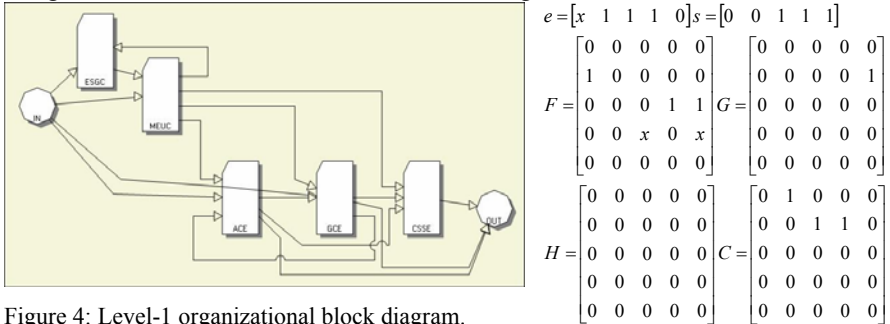 e = [x 1 1 1 0] s = [0 0 1 1 1]
F =
0 0 0 0 0
1 0 0 0 0
0 0 0 1 1
0 0 x 0 x
0 0 0 0 0
G =
0 0 0 0 0
0 0 0 0 1
0 0 0 0 0
0 0 0 0 0
0 0 0 0 0
H =
0 0 0 0 0
0 0 0 0 0
0 0 0 0 0
0 0 0 0 0
0 0 0 0 0
C =
0 1 0 0 0
0 0 1 1 0
0 0 0 0 0
0 0 0 0 0
0 0 0 0 0
ESGC
IN
MEUC
ACE
GCE
CSSE
OUT
Figure 4: Level-1 organizational block diagram.